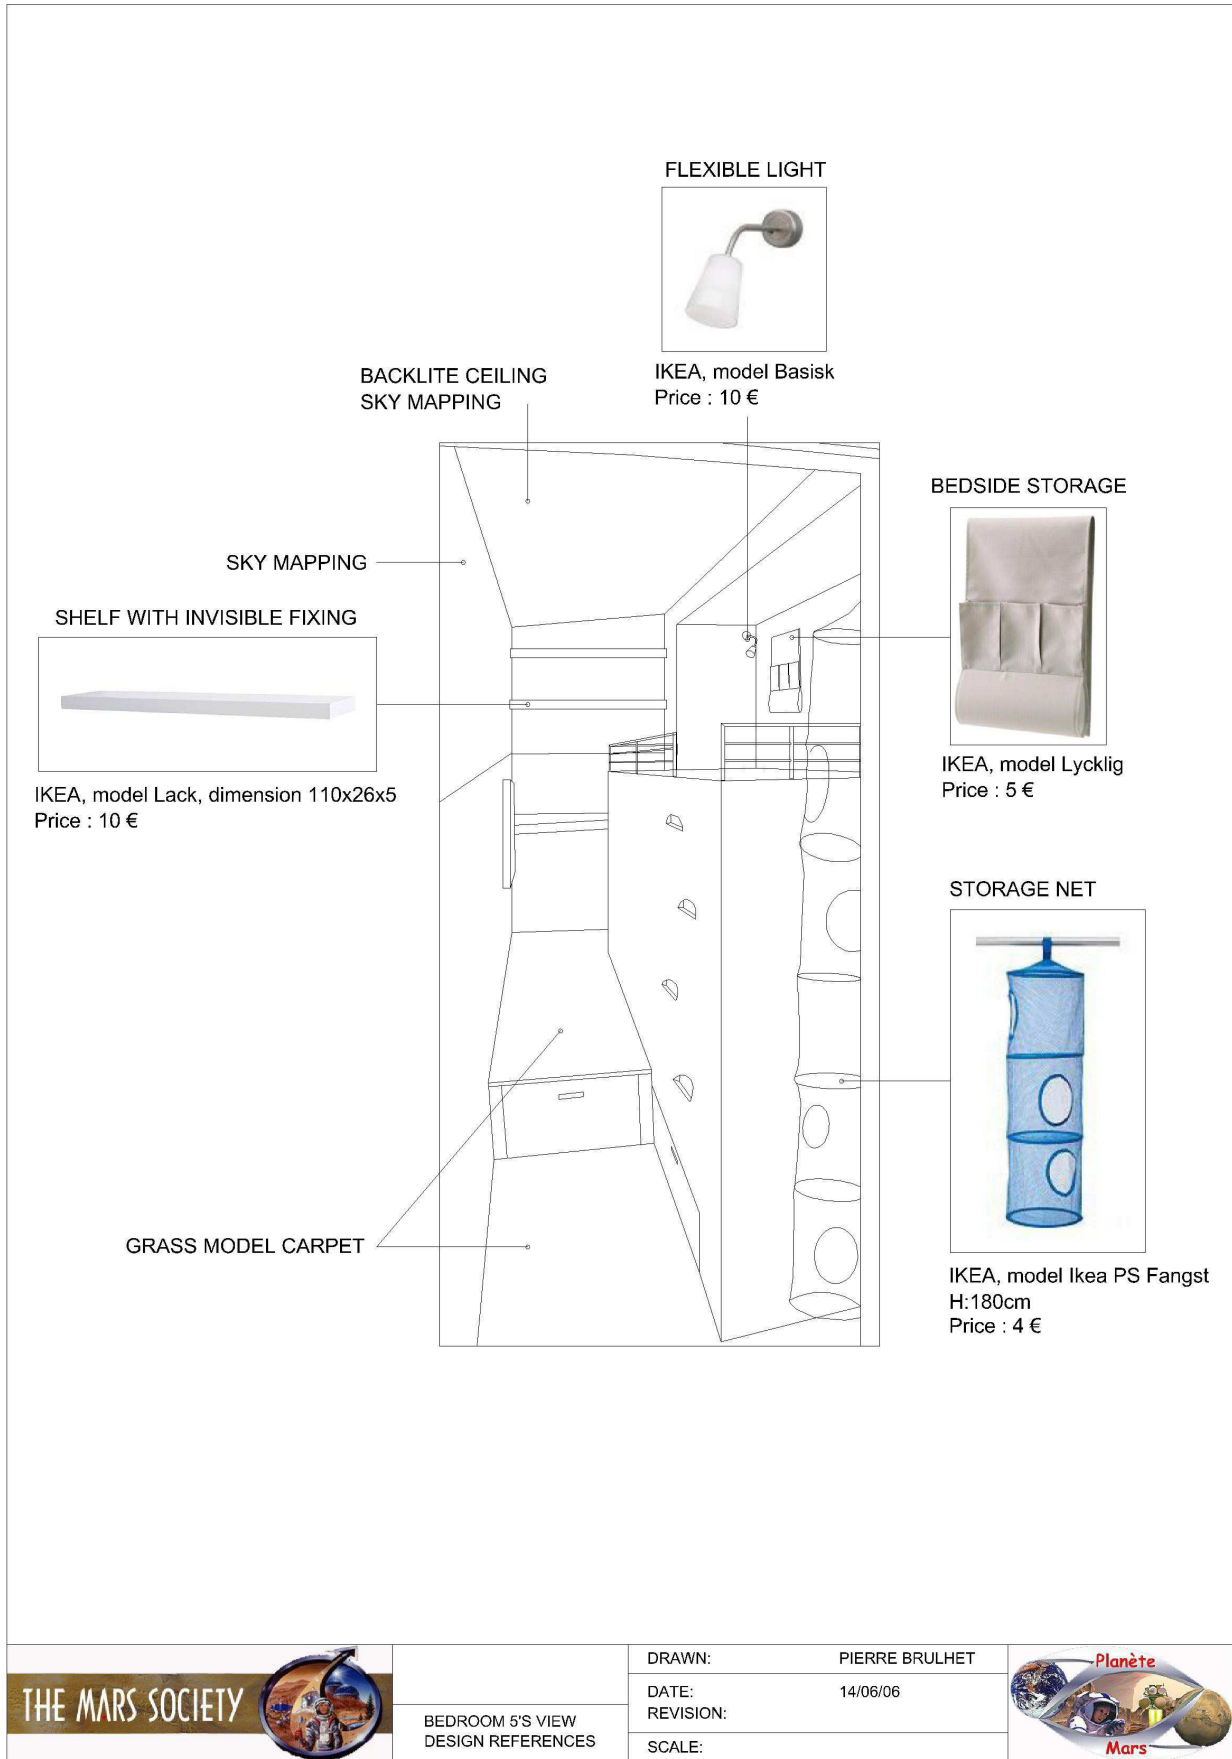 FLEXIBLE LIGHT
IKEA, model Basisk
Price : 10 €
BACKLITE CEILING
SKY MAPPING
BEDSIDE STORAGE
SKY MAPPING
SHELF WITH INVISIBLE FIXING
IKEA, model Lycklig
Price : 5 €
IKEA, model Lack, dimension 110x26x5
Price : 10 €
STORAGE NET
GRASS MODEL CARPET
IKEA, model Ikea PS Fangst
H:180cm
Price : 4 €
THE MARS SOCIETY
BEDROOM 5'S VIEW
DESIGN REFERENCES
DRAWN: PIERRE BRULHET
DATE: 14/06/06
REVISION:
SCALE:
Planète
Mars